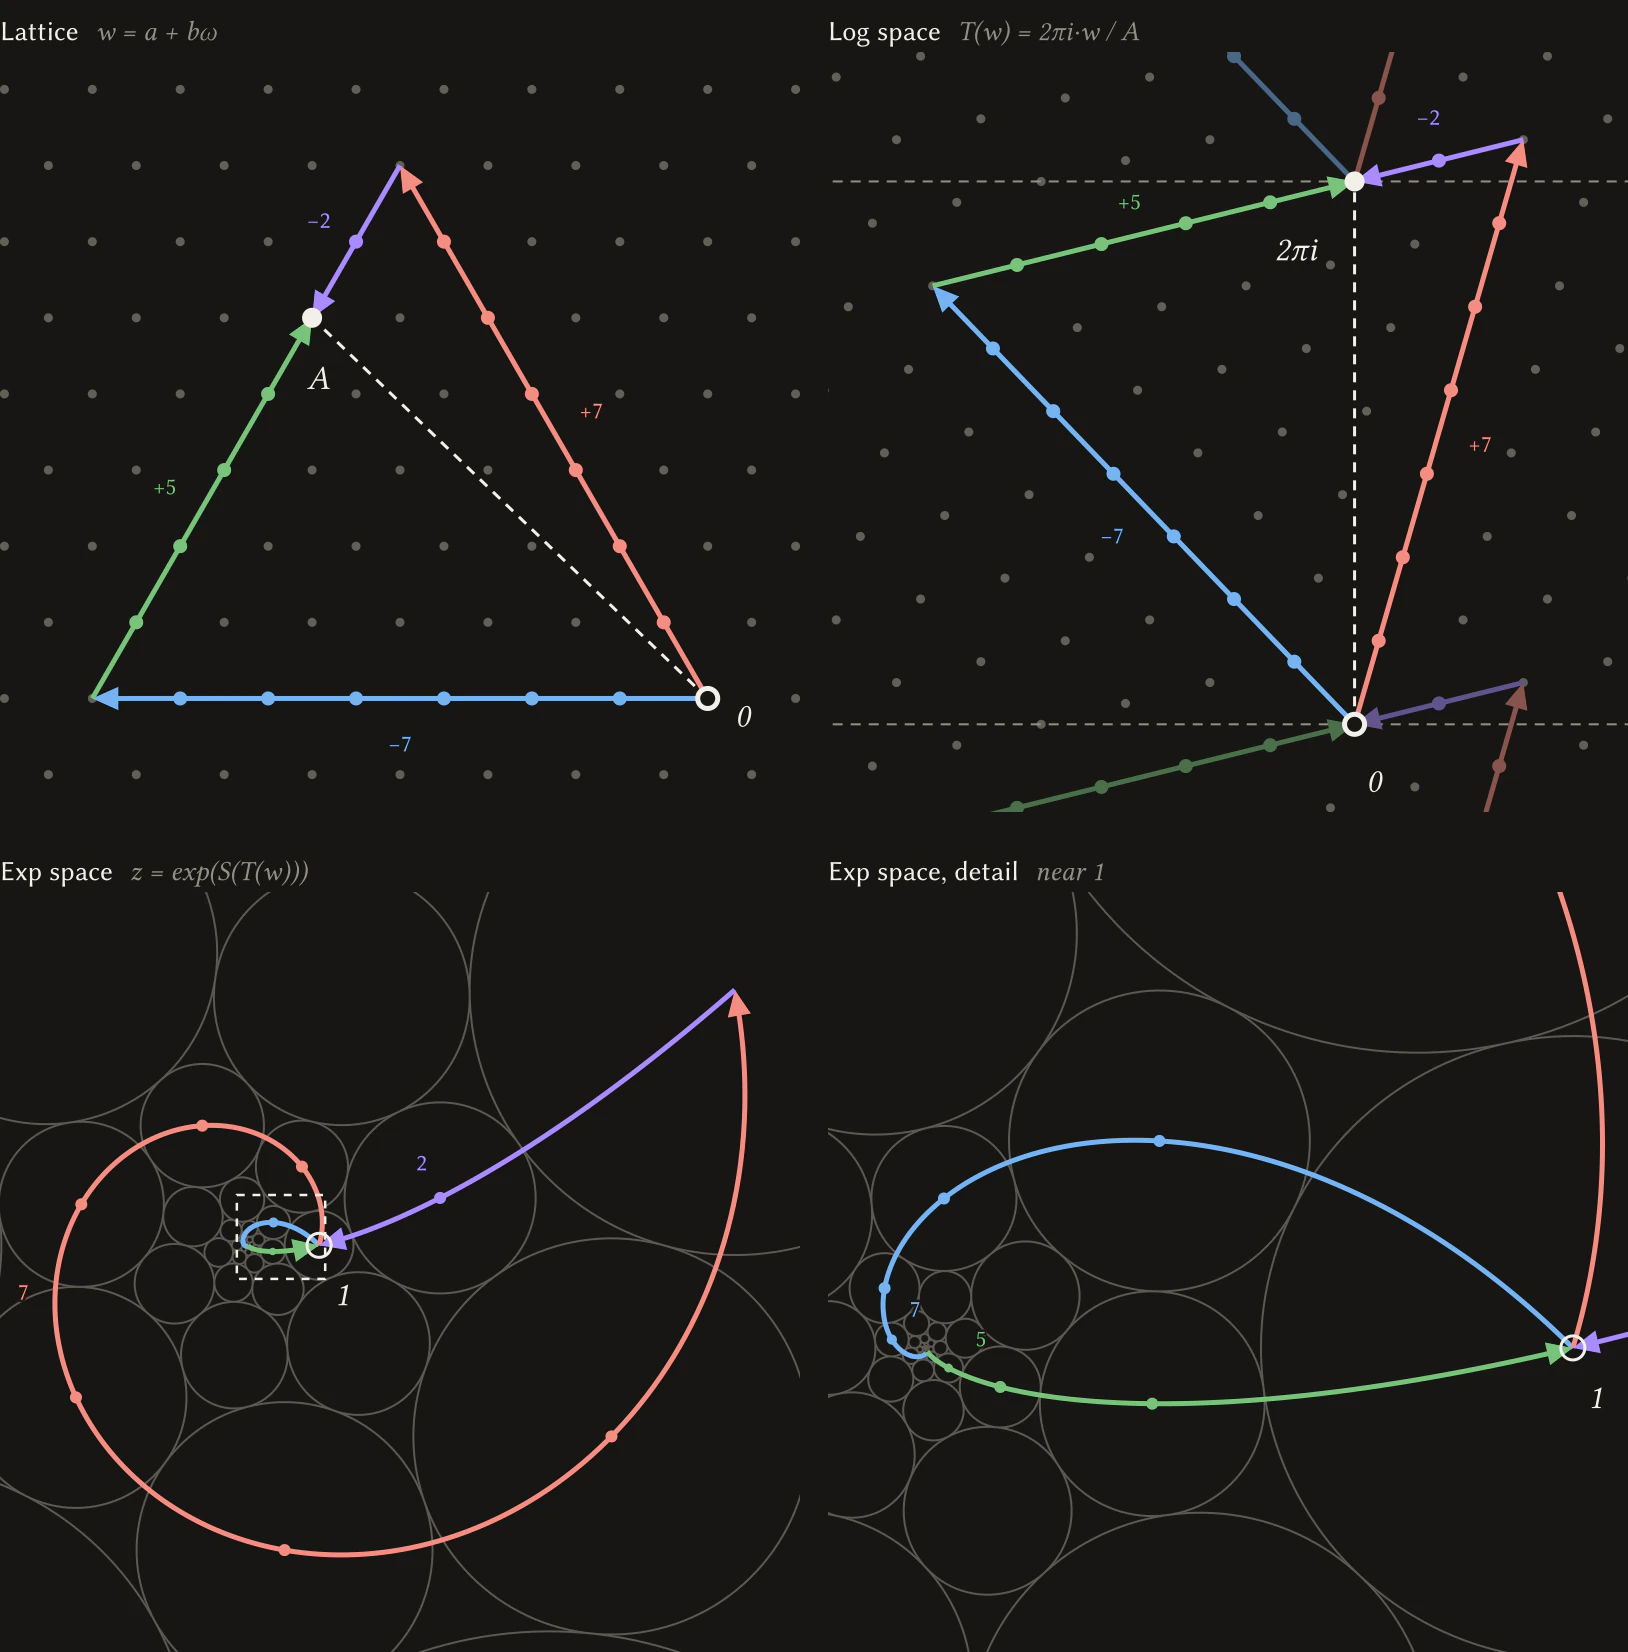 Lattice w = a + bω
−2
A
+7
+5
0
−7
Log space T(w) = 2πi·w / A
−2
+5
2πi
+7
−7
0
Exp space z = exp(S(T(w)))
2
7
1
Exp space, detail near 1
7
5
1